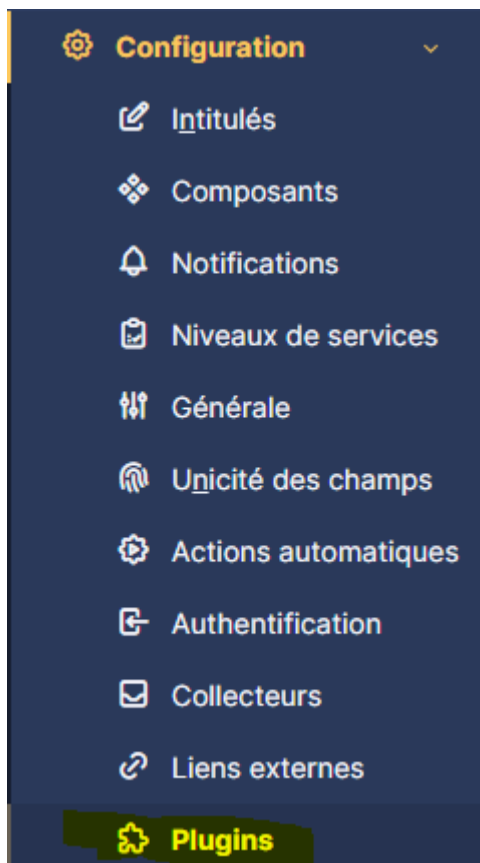 Configuration
Intitulés
Composants
Notifications
Niveaux de services
Générale
Unicité des champs
Actions automatiques
Authentification
Collecteurs
Liens externes
Plugins